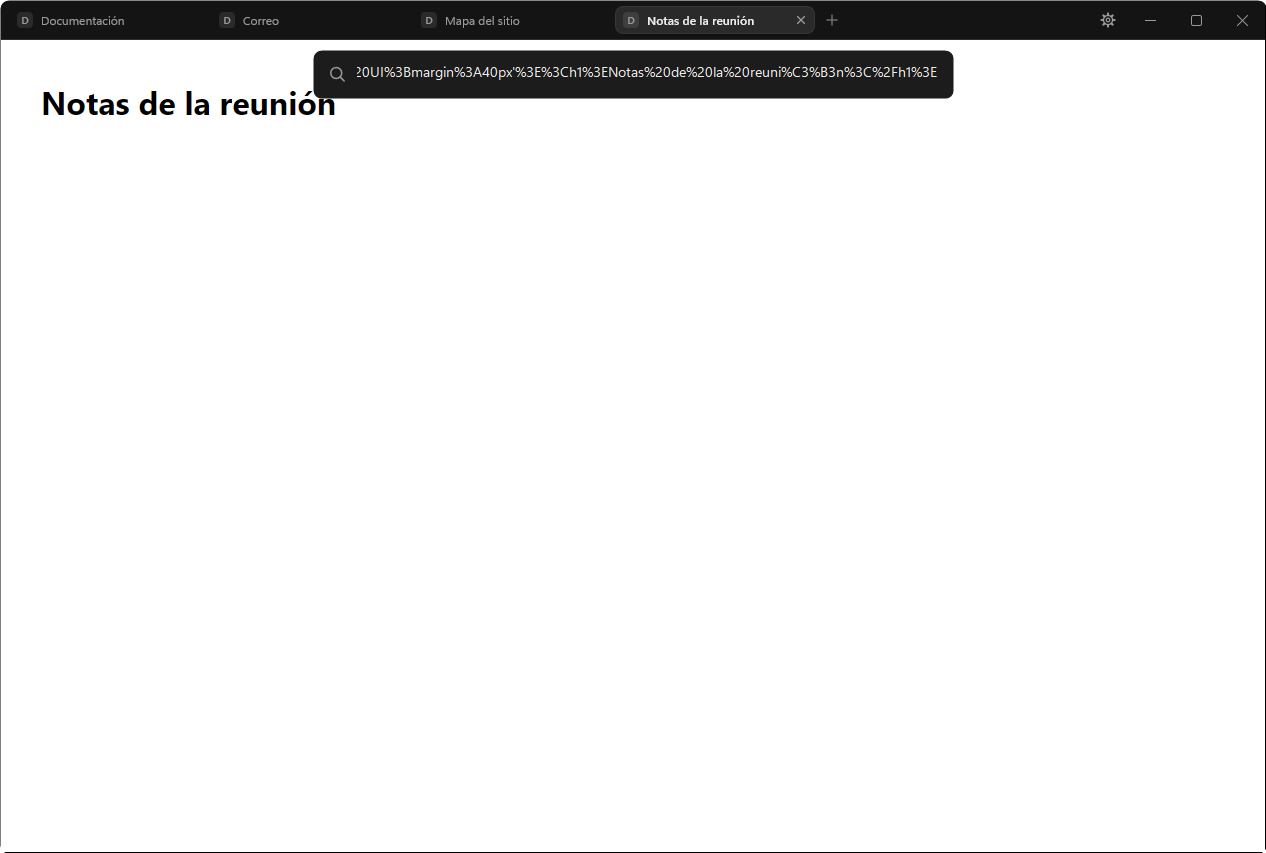 D Documentación
D Correo
D Mapa del sitio
D Notas de la reunión
20UI%3Bmargin%3A40px'%3E%3Ch1%3ENotas%20de%20la%20reuni%C3%B3n%3C%2Fh1%3E
Notas de la reunión